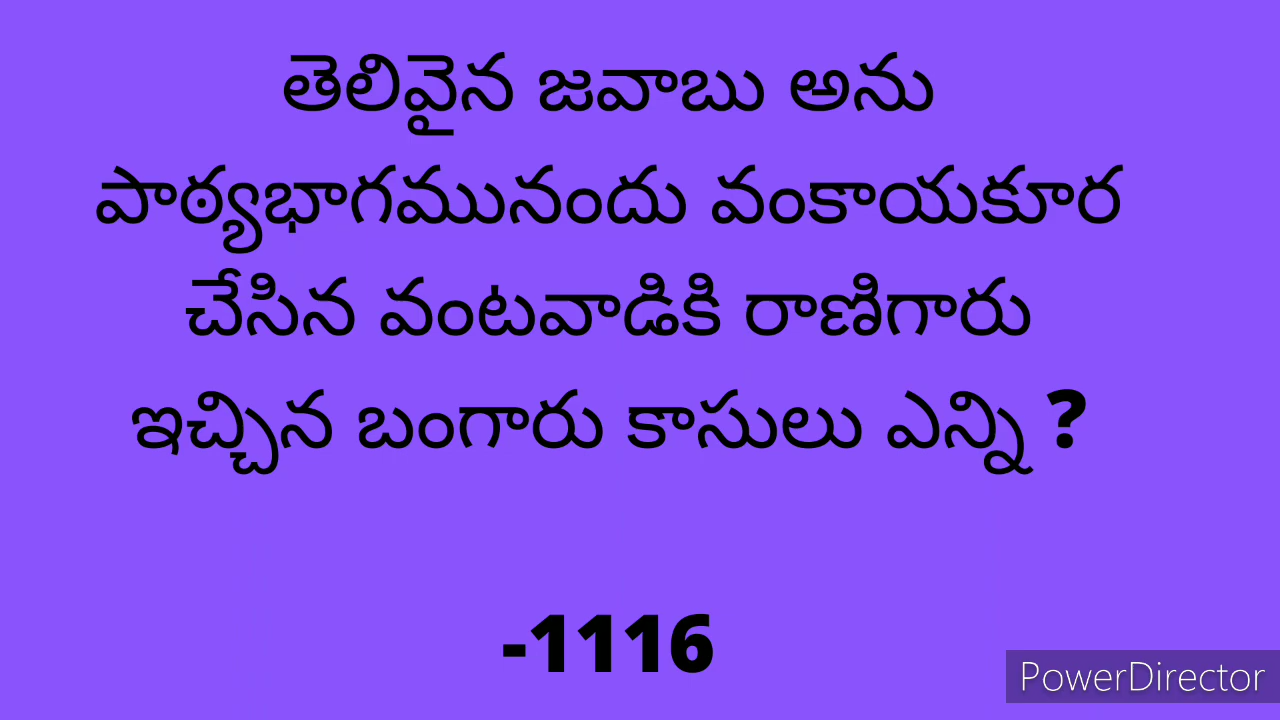 తెలివైన జవాబు అను
పాఠ్యభాగమునందు వంకాయకూర
చేసిన వంటవాడికి రాణిగారు
ఇచ్చిన బంగారు కాసులు ఎన్ని ?
-1116
PowerDirector